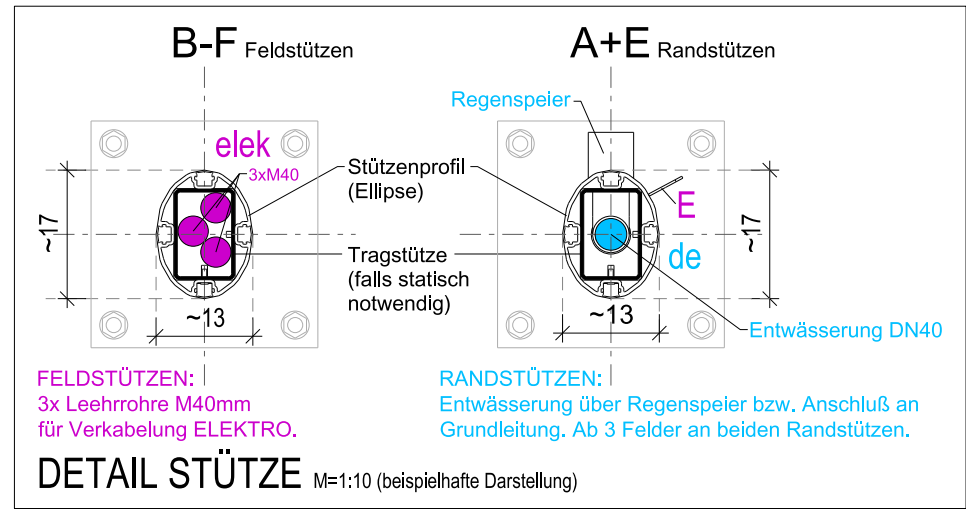 B-F Feldstützen
A+E Randstützen
Regenspeier
elek
3xM40
Stützenprofil
(Ellipse)
E
~17
~17
de
Tragstütze
(falls statisch
notwendig)
~13
~13
Entwässerung DN40
FELDSTÜTZEN:
3x Leehrrohre M40mm
für Verkabelung ELEKTRO.
RANDSTÜTZEN:
Entwässerung über Regenspeier bzw. Anschluß an
Grundleitung. Ab 3 Felder an beiden Randstützen.
DETAIL STÜTZE M=1:10 (beispielhafte Darstellung)